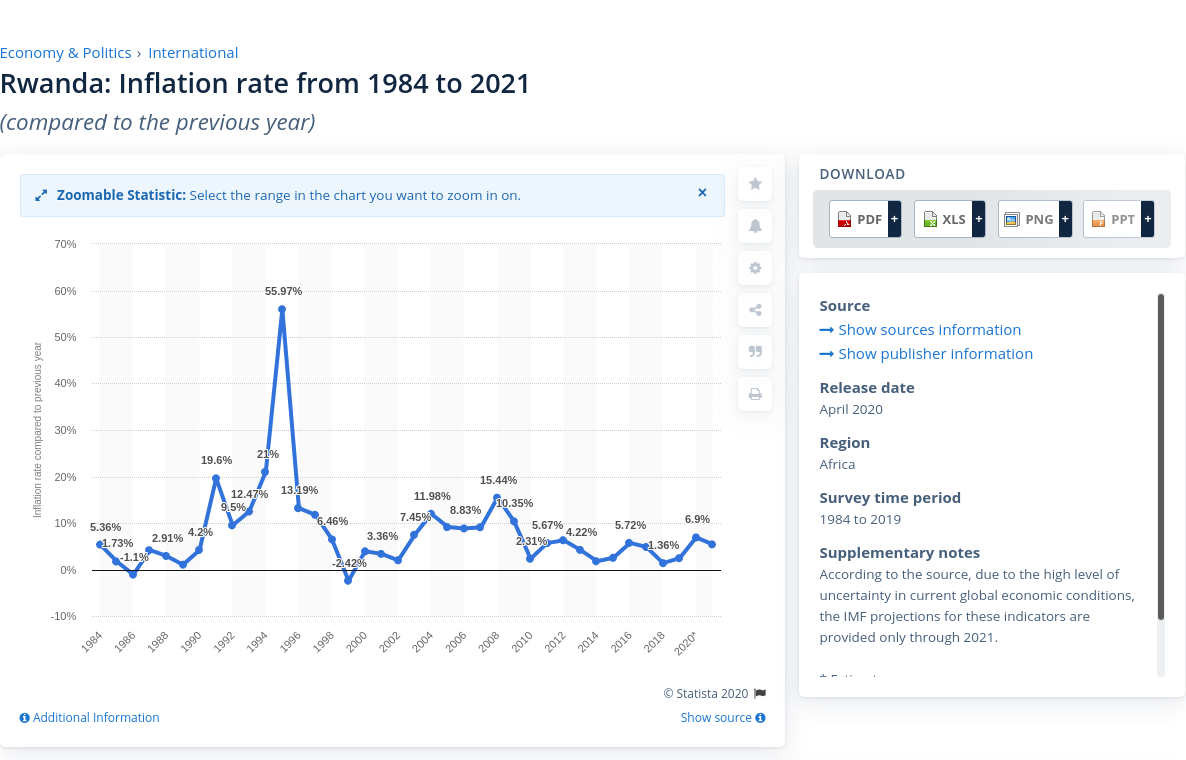 Economy & Politics › International
Rwanda: Inflation rate from 1984 to 2021
(compared to the previous year)
Zoomable Statistic: Select the range in the chart you want to zoom in on.
×
70%
60%
50%
40%
30%
20%
10%
0%
-10%
Inflation rate compared to previous year
5.36%
1.73%
-1.1%
2.91%
4.2%
19.6%
9.5%
12.47%
21%
55.97%
13.19%
6.46%
-2.42%
3.36%
7.45%
11.98%
8.83%
15.44%
10.35%
2.31%
5.67%
4.22%
5.72%
1.36%
6.9%
1984
1986
1988
1990
1992
1994
1996
1998
2000
2002
2004
2006
2008
2010
2012
2014
2016
2018
2020*
© Statista 2020
Additional Information
Show source
DOWNLOAD
PDF +
XLS +
PNG +
PPT +
Source
Show sources information
Show publisher information
Release date
April 2020
Region
Africa
Survey time period
1984 to 2019
Supplementary notes
According to the source, due to the high level of
uncertainty in current global economic conditions,
the IMF projections for these indicators are
provided only through 2021.